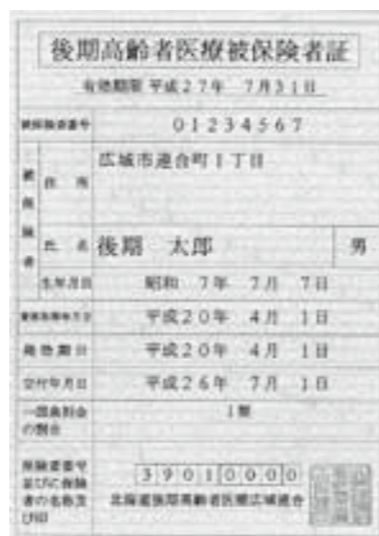 後期高齢者医療被保険者証
有効期限 平成27年 7月31日
被保険者番号 01234567
被保険者
住所 広域市連合町1丁目
氏名 後期 太郎 男
生年月日 昭和 7年 7月 7日
平成20年 4月 1日
発効期日 平成20年 4月 1日
交付年月日 平成26年 7月 1日
一部負担金の割合 1割
保険者番号
並びに保険
者の名称及
び印
39010000
北海道後期高齢者医療広域連合